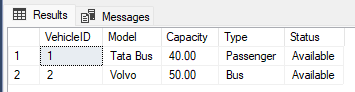 Results Messages
VehicleID Model Capacity Type Status
1 1 Tata Bus 40.00 Passenger Available
2 2 Volvo 50.00 Bus Available